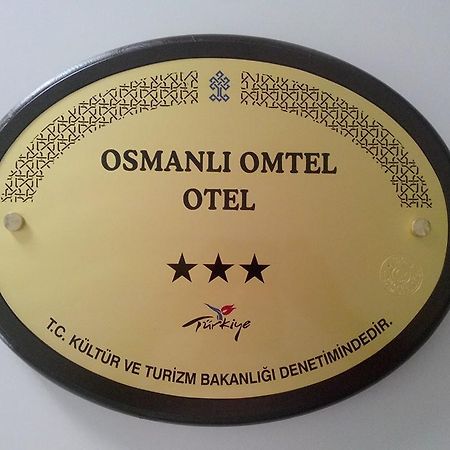 OSMANLI OMTEL
OTEL
Türkiye
T.C. KÜLTÜR VE TURİZM BAKANLIĞI DENETİMİNDEDİR.